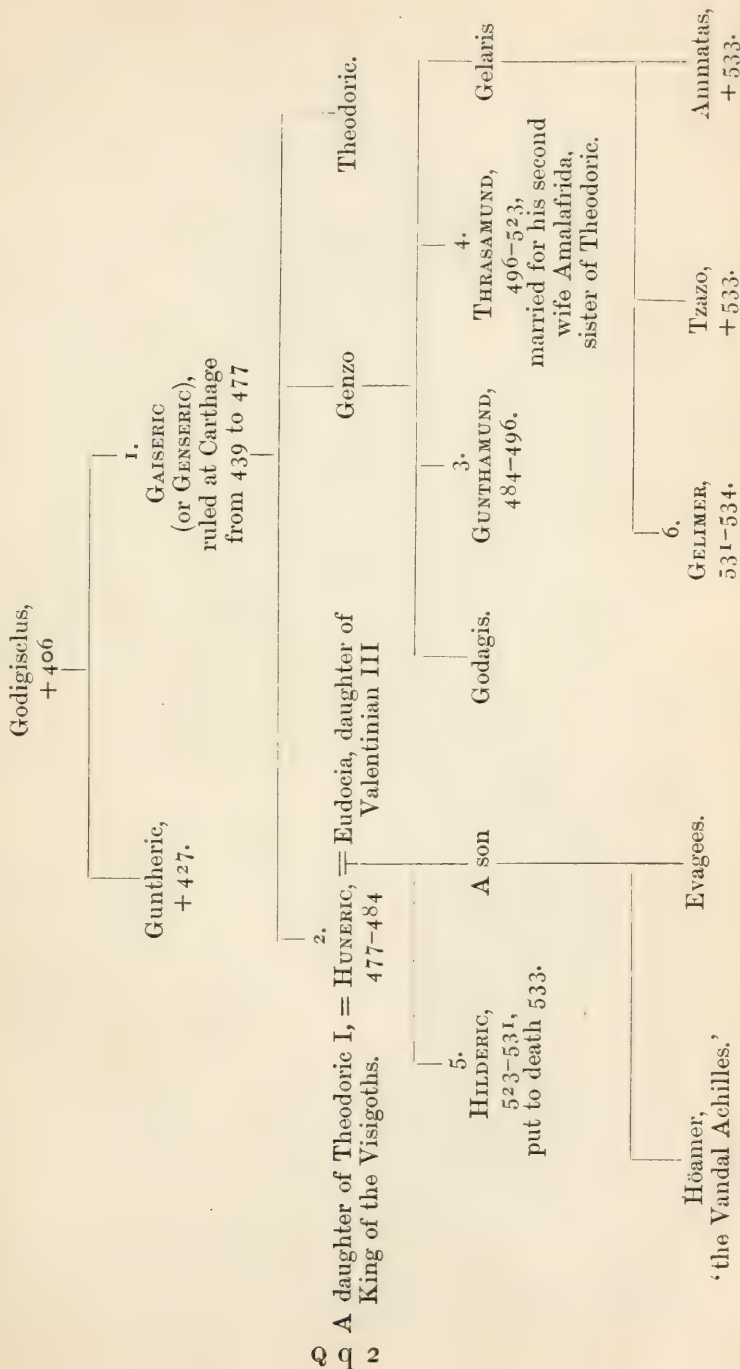 Godigisclus,
+ 406
Guntheric,
+ 427.
1.
GAISERIC
(or GENSERIC),
ruled at Carthage
from 439 to 477
A daughter of Theodoric I,
King of the Visigoths.
=
2.
HUNERIC,
477–484
=
Eudocia, daughter of
Valentinian III
Genzo
Theodoric.
5.
HILDERIC,
523–531,
put to death 533.
A son
Godagis.
3.
GUNTHAMUND,
484–496.
4.
THRASAMUND,
496–523,
married for his second
wife Amalafrida,
sister of Theodoric.
Gelaris
Höamer,
‘the Vandal Achilles.’
Evagees.
6.
GELIMER,
531–534.
Tzazo,
+ 533.
Ammatas,
+ 533.
Q q 2